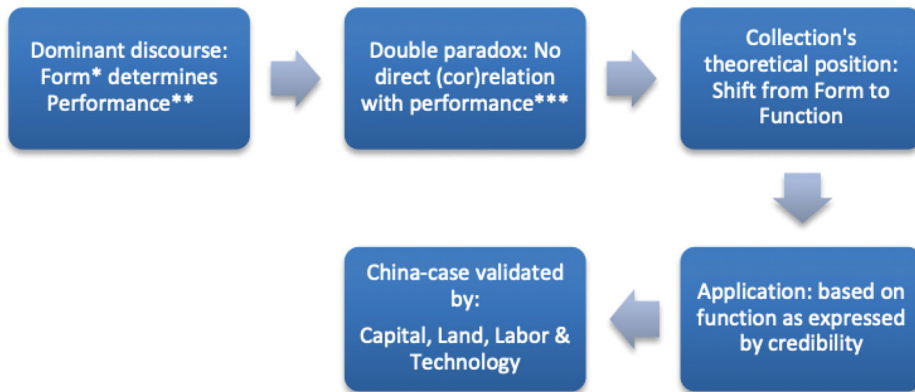 Dominant discourse:
Form* determines
Performance**
Double paradox: No
direct (cor)relation
with performance***
Collection's
theoretical position:
Shift from Form to
Function
Application: based on
function as expressed
by credibility
China-case validated
by:
Capital, Land, Labor &
Technology